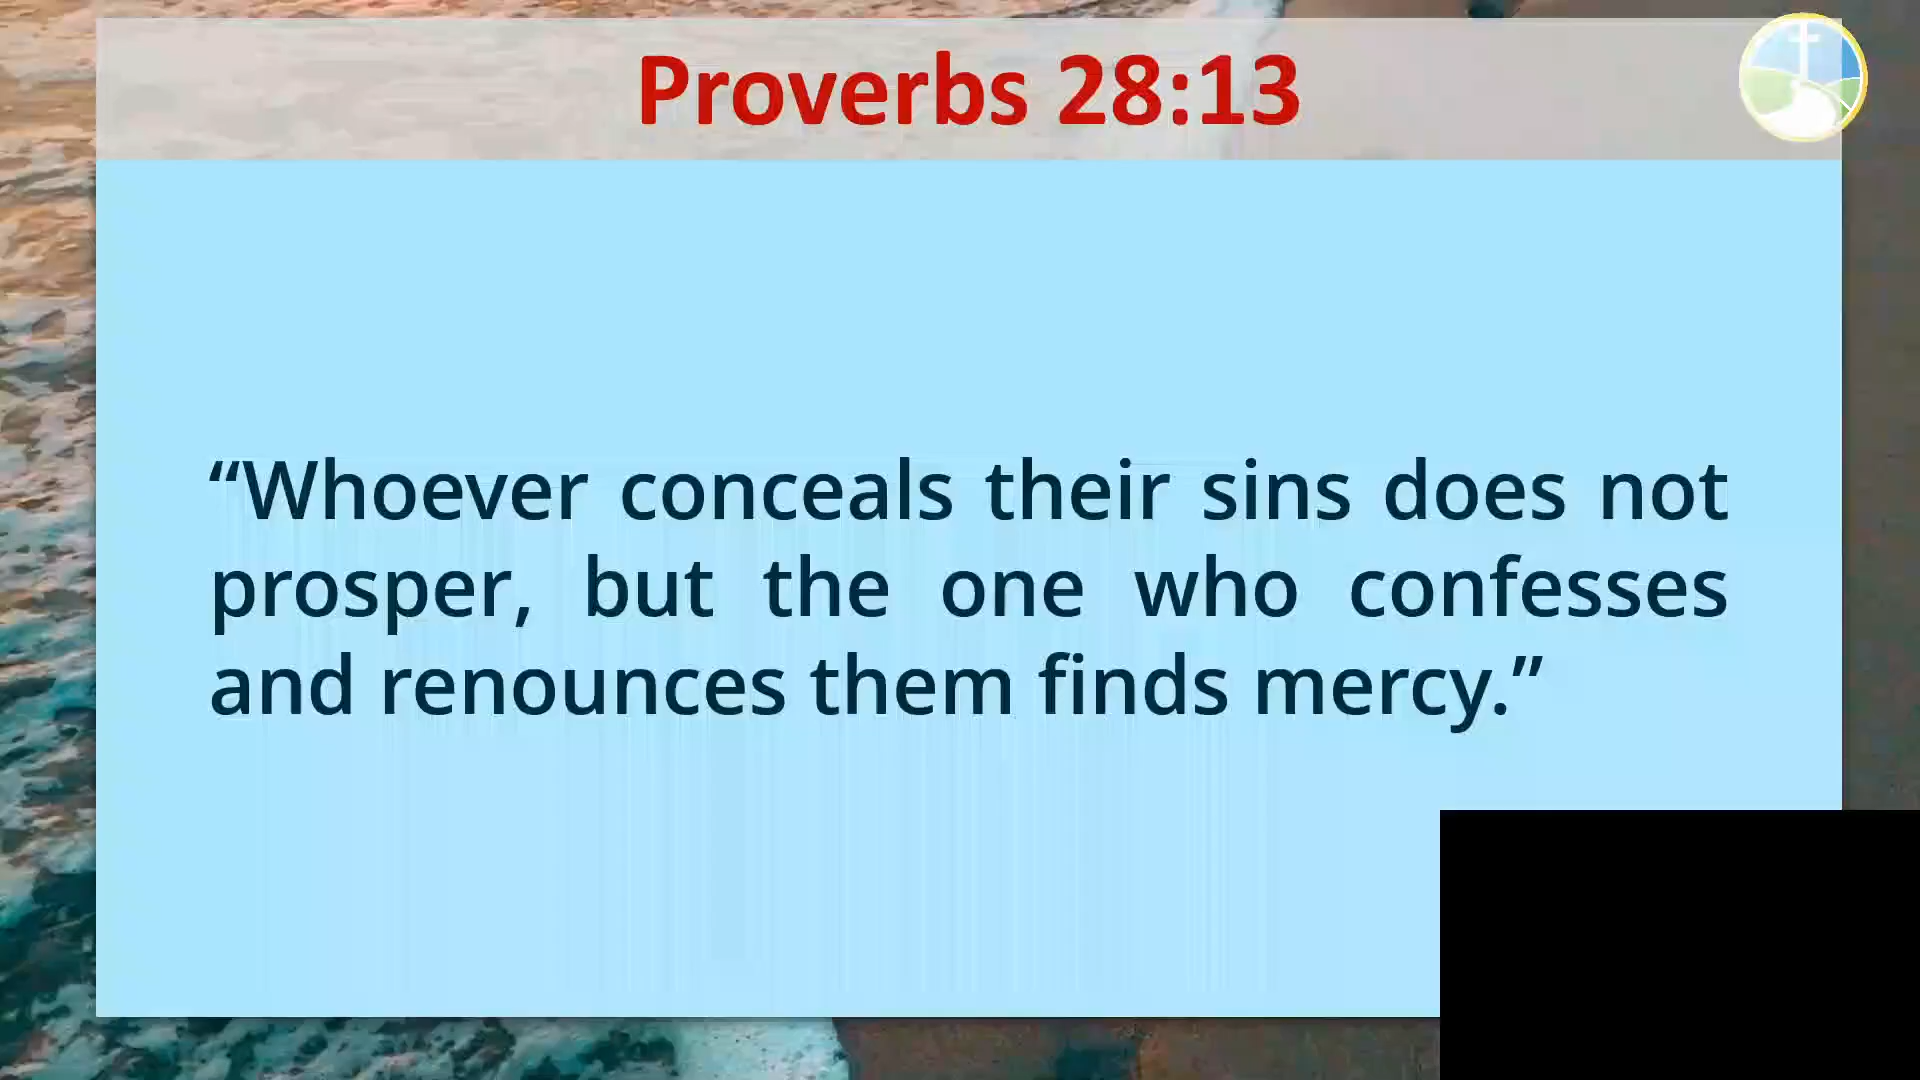 Proverbs 28:13
“Whoever conceals their sins does not
prosper, but the one who confesses
and renounces them finds mercy.”